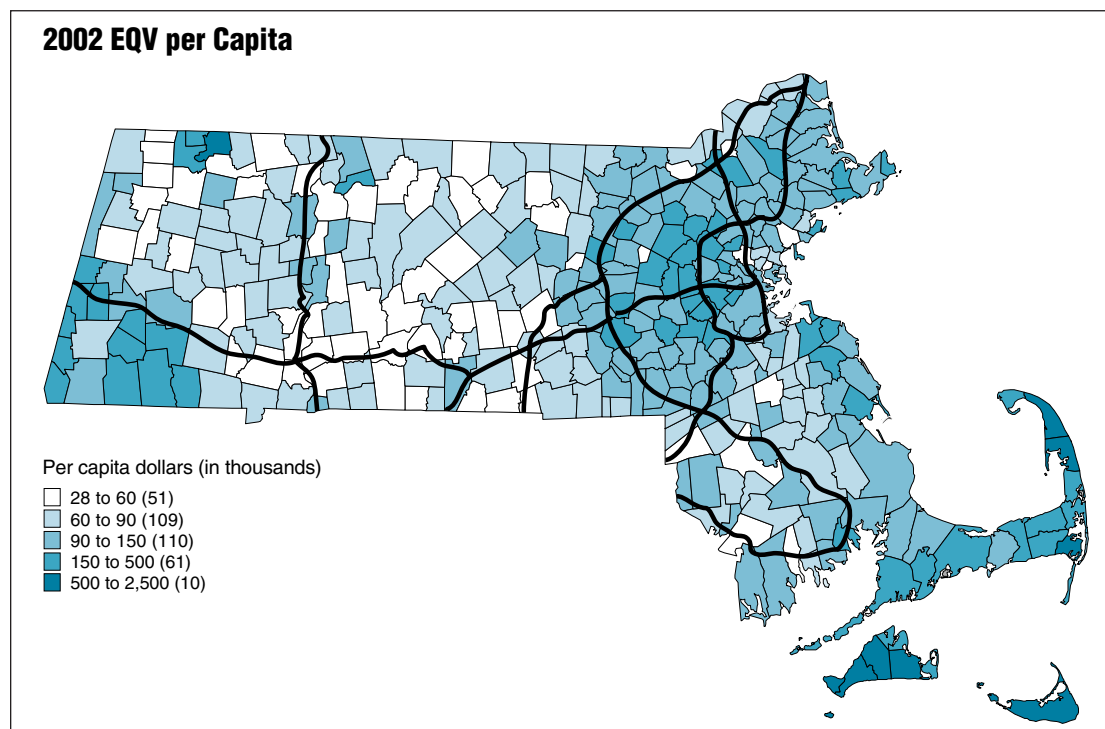 2002 EQV per Capita
Per capita dollars (in thousands)
28 to 60 (51)
60 to 90 (109)
90 to 150 (110)
150 to 500 (61)
500 to 2,500 (10)